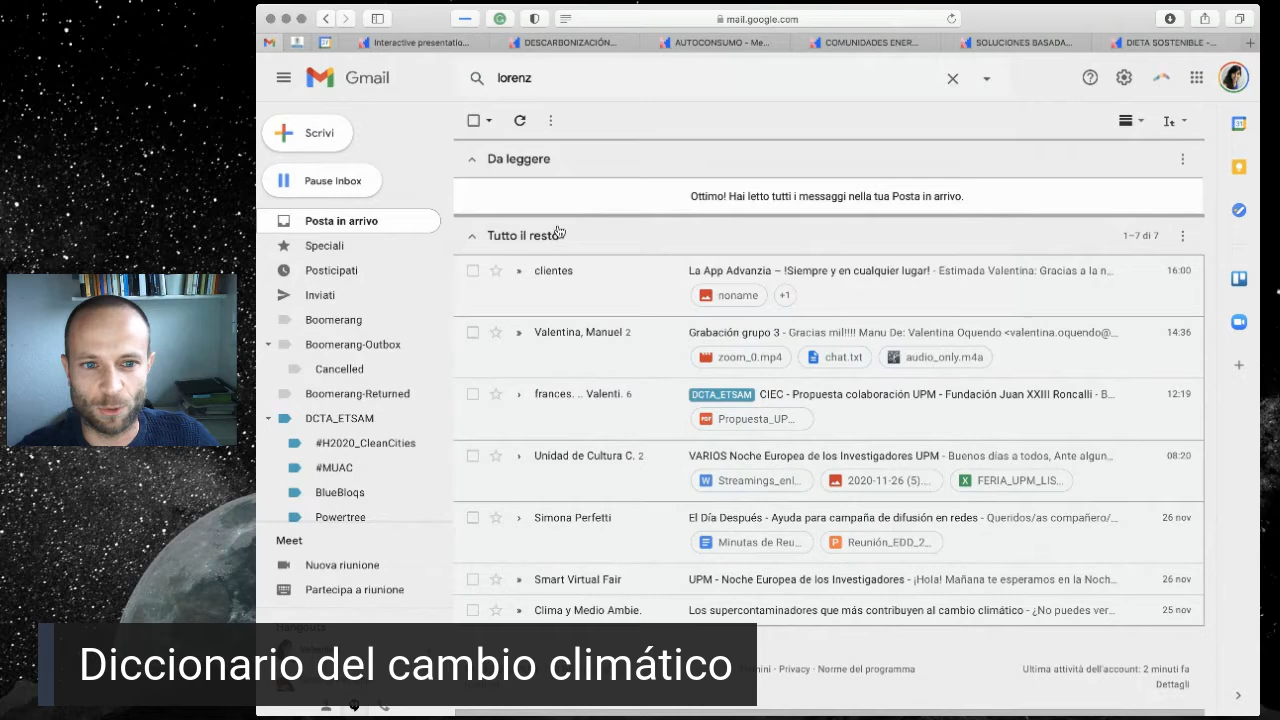 mail.google.com
Interactive presentatio...
DESCARBONIZACIÓN...
AUTOCONSUMO - Me...
COMUNIDADES ENER...
SOLUCIONES BASADA...
DIETA SOSTENIBLE -...
Gmail
lorenz
Scrivi
Pause Inbox
Posta in arrivo
Speciali
Posticipati
Inviati
Boomerang
Boomerang-Outbox
Cancelled
Boomerang-Returned
DCTA_ETSAM
#H2020_CleanCities
#MUAC
BlueBloqs
Powertree
Meet
Nuova riunione
Partecipa a riunione
Hangouts
Da leggere
Ottimo! Hai letto tutti i messaggi nella tua Posta in arrivo.
Tutto il resto
1–7 di 7
clientes
La App Advanzia – !Siempre y en cualquier lugar! - Estimada Valentina: Gracias a la n...
16:00
noname
+1
Valentina, Manuel 2
Grabación grupo 3 - Gracias mil!!!! Manu De: Valentina Oquendo <valentina.oquendo@...
14:36
zoom_0.mp4
chat.txt
audio_only.m4a
frances. .. Valenti. 6
DCTA_ETSAM CIEC - Propuesta colaboración UPM - Fundación Juan XXIII Roncalli - B...
12:19
Propuesta_UP...
Unidad de Cultura C. 2
VARIOS Noche Europea de los Investigadores UPM - Buenos días a todos, Ante algun...
08:20
Streamings_enl...
2020-11-26 (5)....
FERIA_UPM_LIS...
Simona Perfetti
El Día Después - Ayuda para campaña de difusión en redes - Queridos/as compañero/...
26 nov
Minutas de Reu...
Reunión_EDD_2...
Smart Virtual Fair
UPM - Noche Europea de los Investigadores - ¡Hola! Mañana te esperamos en la Noch...
26 nov
Clima y Medio Ambie.
Los supercontaminadores que más contribuyen al cambio climático - ¿No puedes ver...
25 nov
Privacy · Norme del programma
Ultima attività dell'account: 2 minuti fa
Dettagli
Diccionario del cambio climático